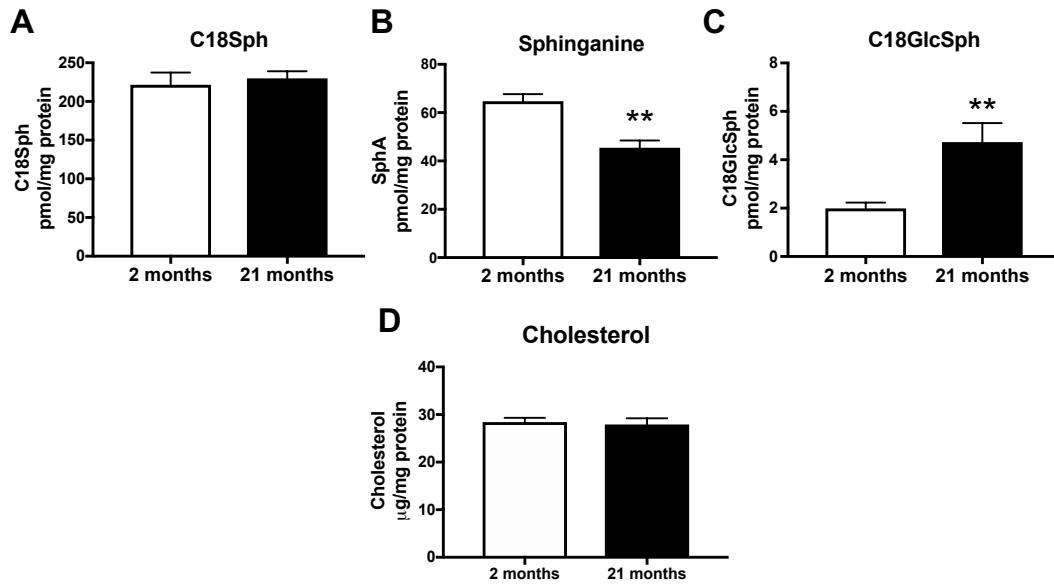 A
C18Sph
C18Sph
pmol/mg protein
250
200
150
100
50
0
2 months
21 months
B
Sphinganine
SphA
pmol/mg protein
80
60
40
20
0
**
2 months
21 months
C
C18GlcSph
C18GlcSph
pmol/mg protein
8
6
4
2
0
**
2 months
21 months
D
Cholesterol
Cholesterol
μg/mg protein
40
30
20
10
0
2 months
21 months